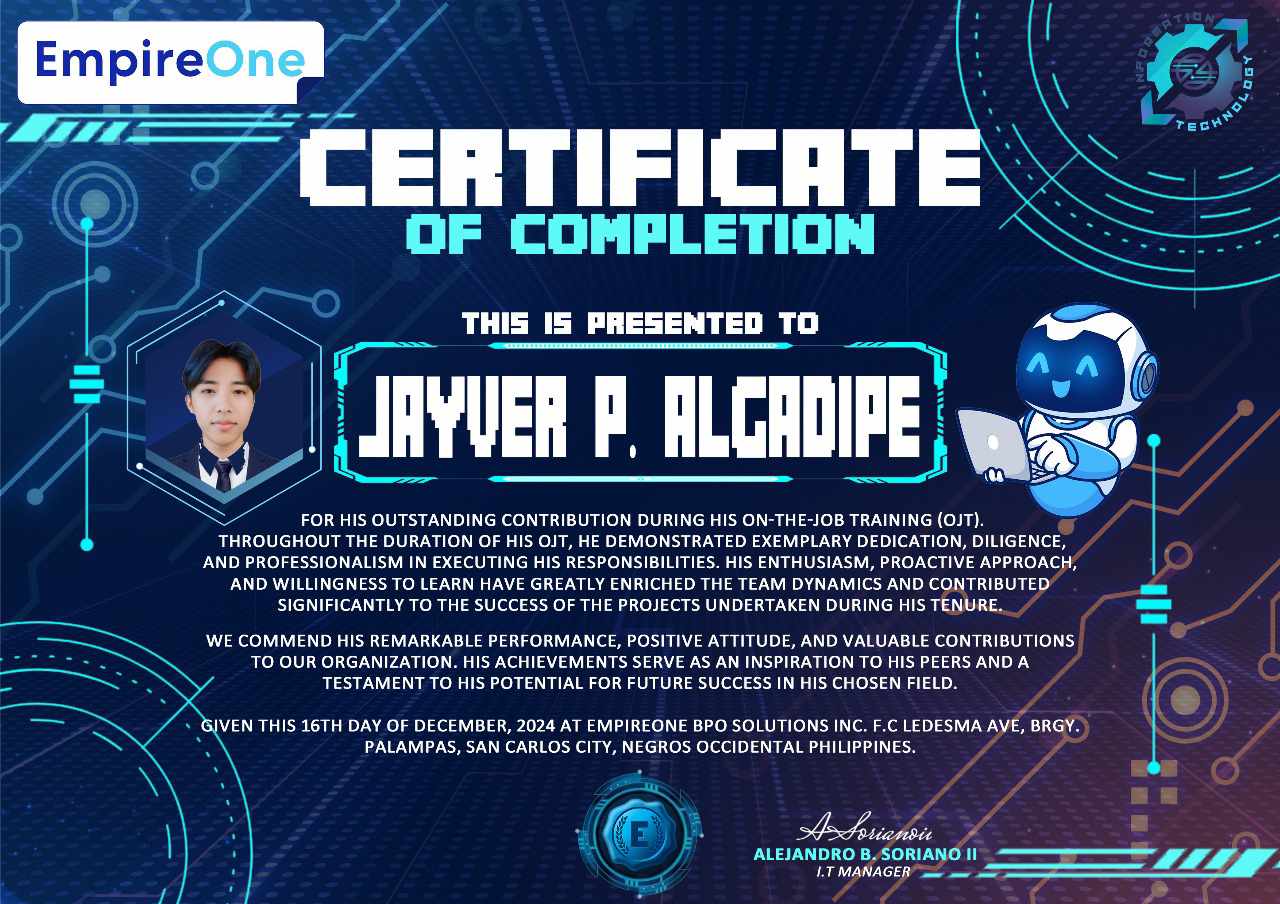 EmpireOne
INFORMATION
TECHNOLOGY
CERTIFICATE
OF COMPLETION
THIS IS PRESENTED TO
JAYVER P. ALGADIPE
FOR HIS OUTSTANDING CONTRIBUTION DURING HIS ON-THE-JOB TRAINING (OJT).
THROUGHOUT THE DURATION OF HIS OJT, HE DEMONSTRATED EXEMPLARY DEDICATION, DILIGENCE,
AND PROFESSIONALISM IN EXECUTING HIS RESPONSIBILITIES. HIS ENTHUSIASM, PROACTIVE APPROACH,
AND WILLINGNESS TO LEARN HAVE GREATLY ENRICHED THE TEAM DYNAMICS AND CONTRIBUTED
SIGNIFICANTLY TO THE SUCCESS OF THE PROJECTS UNDERTAKEN DURING HIS TENURE.
WE COMMEND HIS REMARKABLE PERFORMANCE, POSITIVE ATTITUDE, AND VALUABLE CONTRIBUTIONS
TO OUR ORGANIZATION. HIS ACHIEVEMENTS SERVE AS AN INSPIRATION TO HIS PEERS AND A
TESTAMENT TO HIS POTENTIAL FOR FUTURE SUCCESS IN HIS CHOSEN FIELD.
GIVEN THIS 16TH DAY OF DECEMBER, 2024 AT EMPIREONE BPO SOLUTIONS INC. F.C LEDESMA AVE, BRGY.
PALAMPAS, SAN CARLOS CITY, NEGROS OCCIDENTAL PHILIPPINES.
E
ASorianoii
ALEJANDRO B. SORIANO II
I.T MANAGER